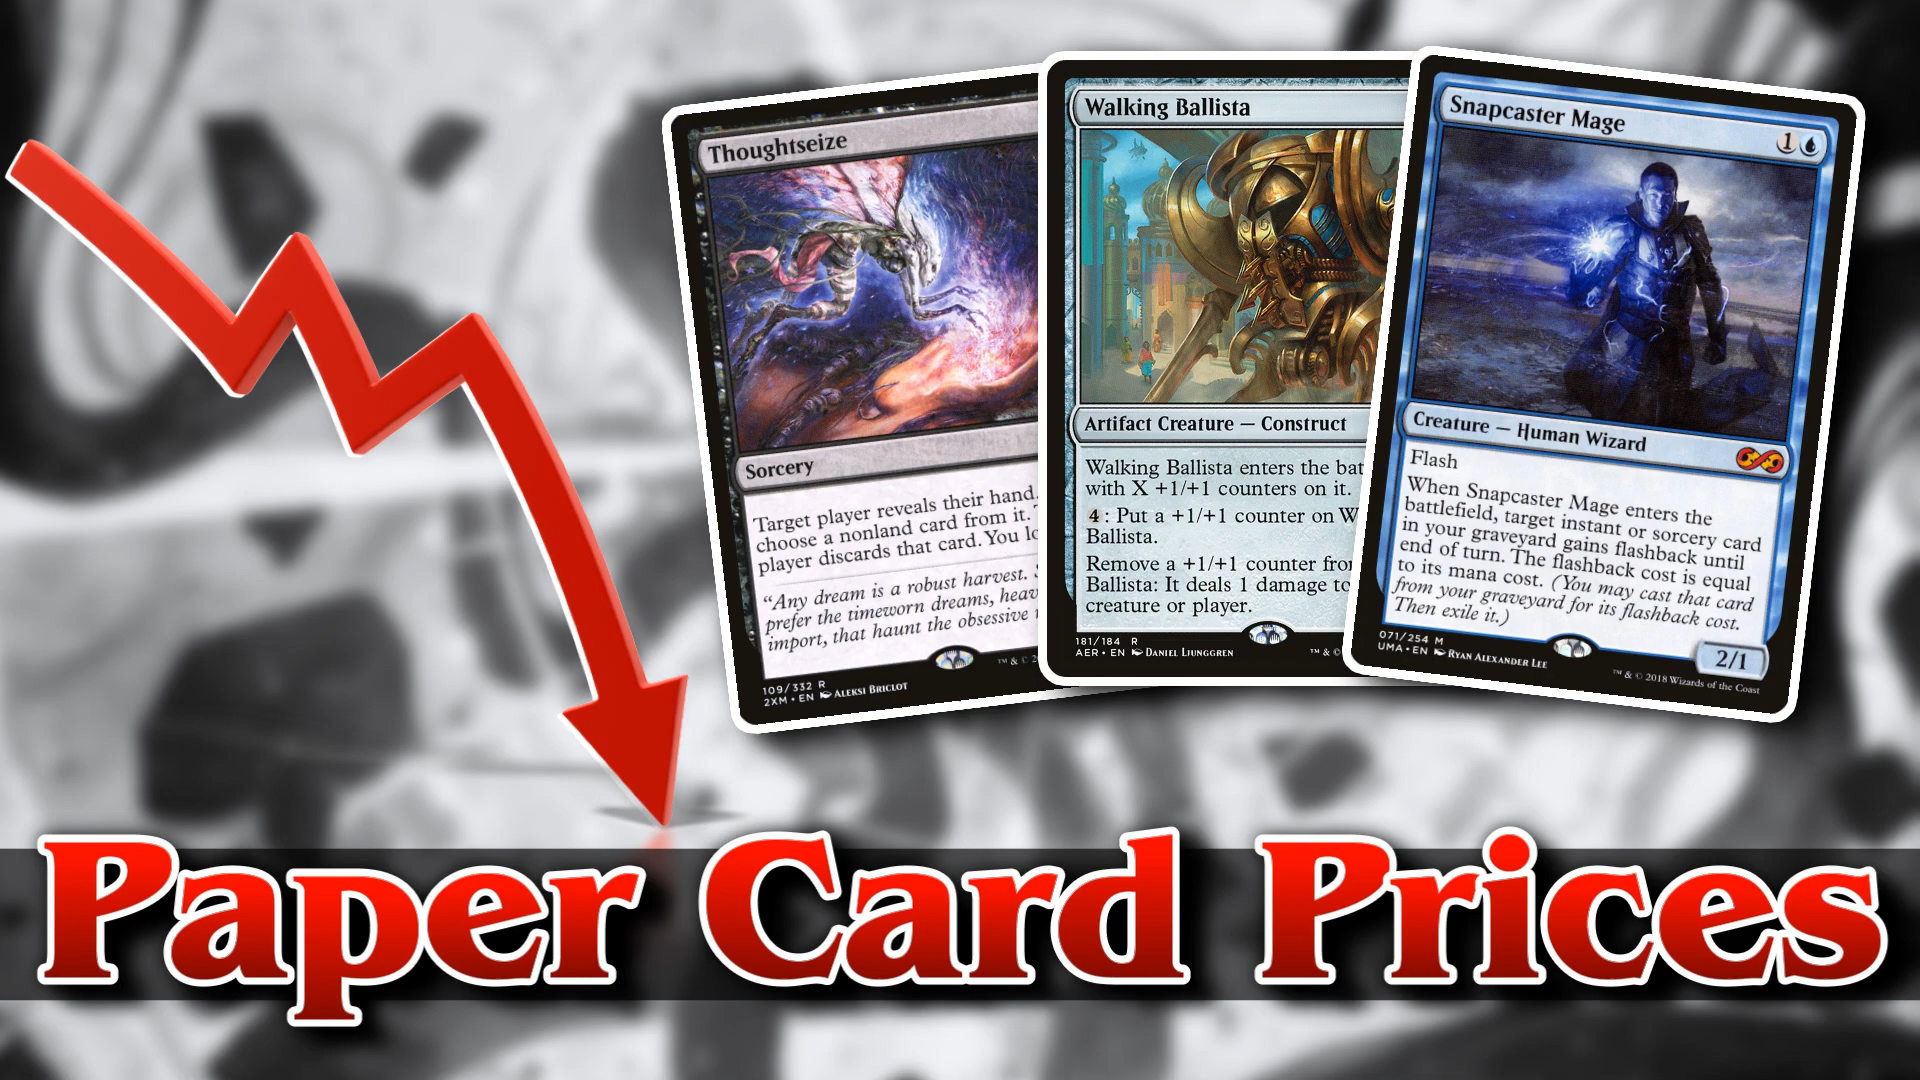 Thoughtseize
Sorcery
Target player reveals their hand.
choose a nonland card from it.
player discards that card. You lo
“Any dream is a robust harvest.
prefer the timeworn dreams, heav
import, that haunt the obsessive
109/332 R
2XM • EN ALEKSI BRICLOT
™ & © 2
Walking Ballista
Artifact Creature — Construct
Walking Ballista enters the bat
with X +1/+1 counters on it.
4: Put a +1/+1 counter on W
Ballista.
Remove a +1/+1 counter from
Ballista: It deals 1 damage to
creature or player.
181/184 R
AER • EN DANIEL LJUNGGREN
™ & ©
Snapcaster Mage
1
Creature — Human Wizard
Flash
When Snapcaster Mage enters the
battlefield, target instant or sorcery card
in your graveyard gains flashback until
end of turn. The flashback cost is equal
to its mana cost. (You may cast that card
from your graveyard for its flashback cost.
Then exile it.)
2/1
071/254 M
UMA • EN RYAN ALEXANDER LEE
™ & © 2018 Wizards of the Coast
Paper Card Prices